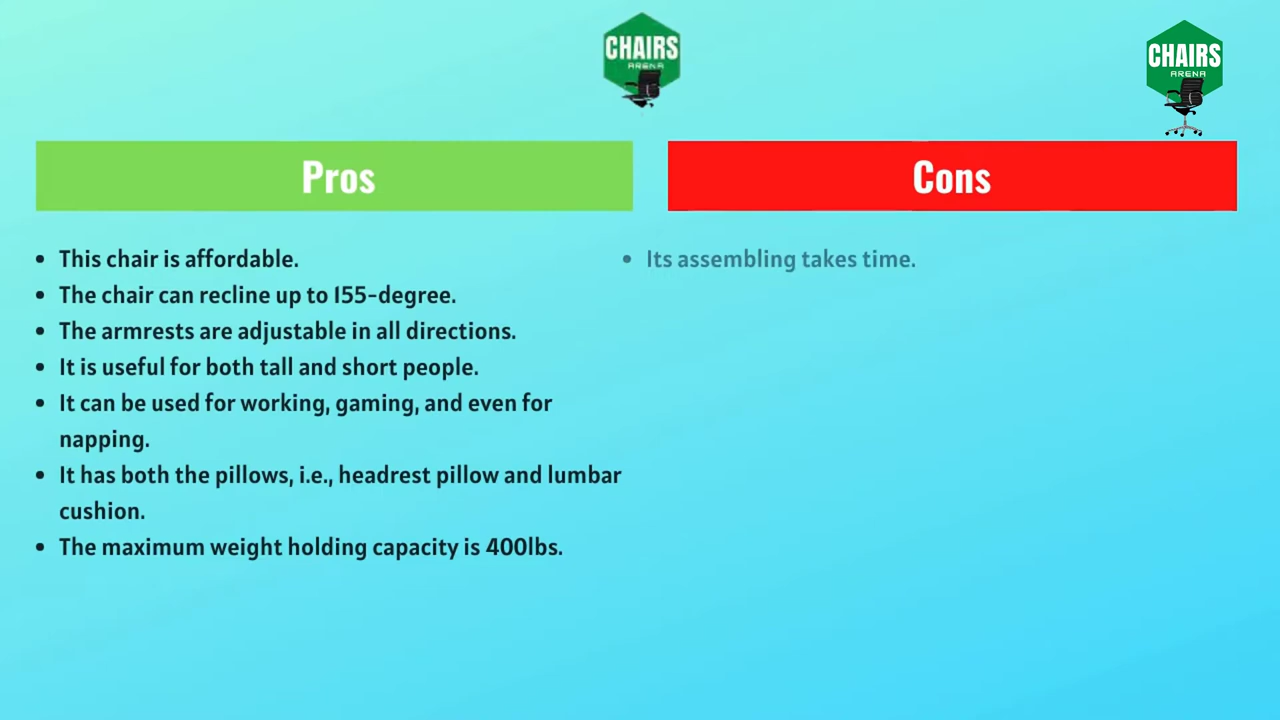 CHAIRS
ARENA
CHAIRS
ARENA
Pros
Cons
• This chair is affordable.
• The chair can recline up to 155-degree.
• The armrests are adjustable in all directions.
• It is useful for both tall and short people.
• It can be used for working, gaming, and even for
napping.
• It has both the pillows, i.e., headrest pillow and lumbar
cushion.
• The maximum weight holding capacity is 400lbs.
• Its assembling takes time.